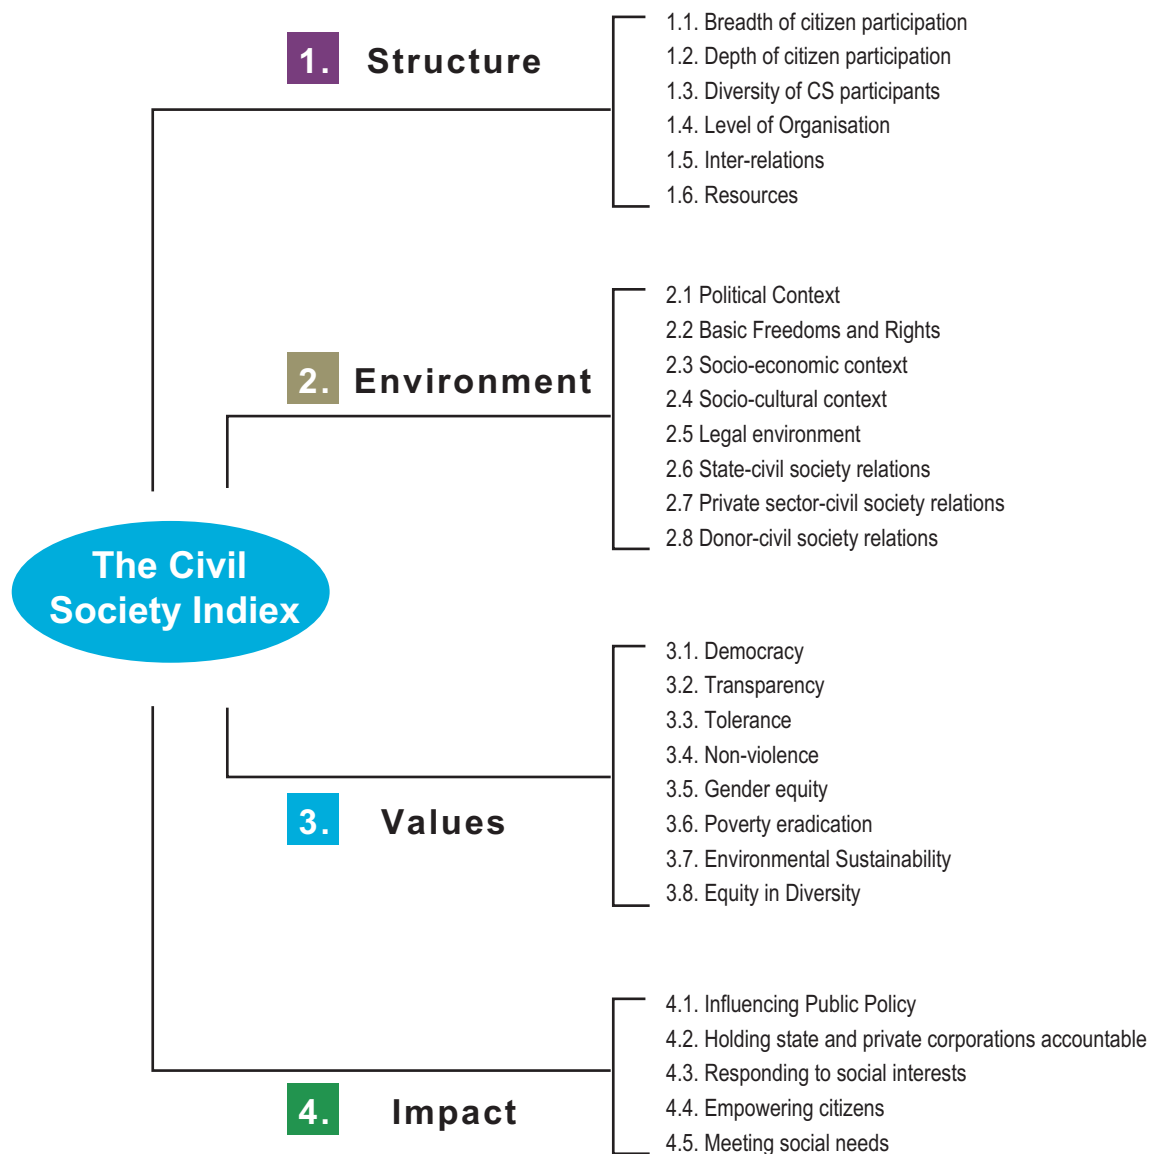 1. Structure
1.1. Breadth of citizen participation
1.2. Depth of citizen participation
1.3. Diversity of CS participants
1.4. Level of Organisation
1.5. Inter-relations
1.6. Resources
2. Environment
2.1 Political Context
2.2 Basic Freedoms and Rights
2.3 Socio-economic context
2.4 Socio-cultural context
2.5 Legal environment
2.6 State-civil society relations
2.7 Private sector-civil society relations
2.8 Donor-civil society relations
The Civil
Society Indiex
3. Values
3.1. Democracy
3.2. Transparency
3.3. Tolerance
3.4. Non-violence
3.5. Gender equity
3.6. Poverty eradication
3.7. Environmental Sustainability
3.8. Equity in Diversity
4. Impact
4.1. Influencing Public Policy
4.2. Holding state and private corporations accountable
4.3. Responding to social interests
4.4. Empowering citizens
4.5. Meeting social needs